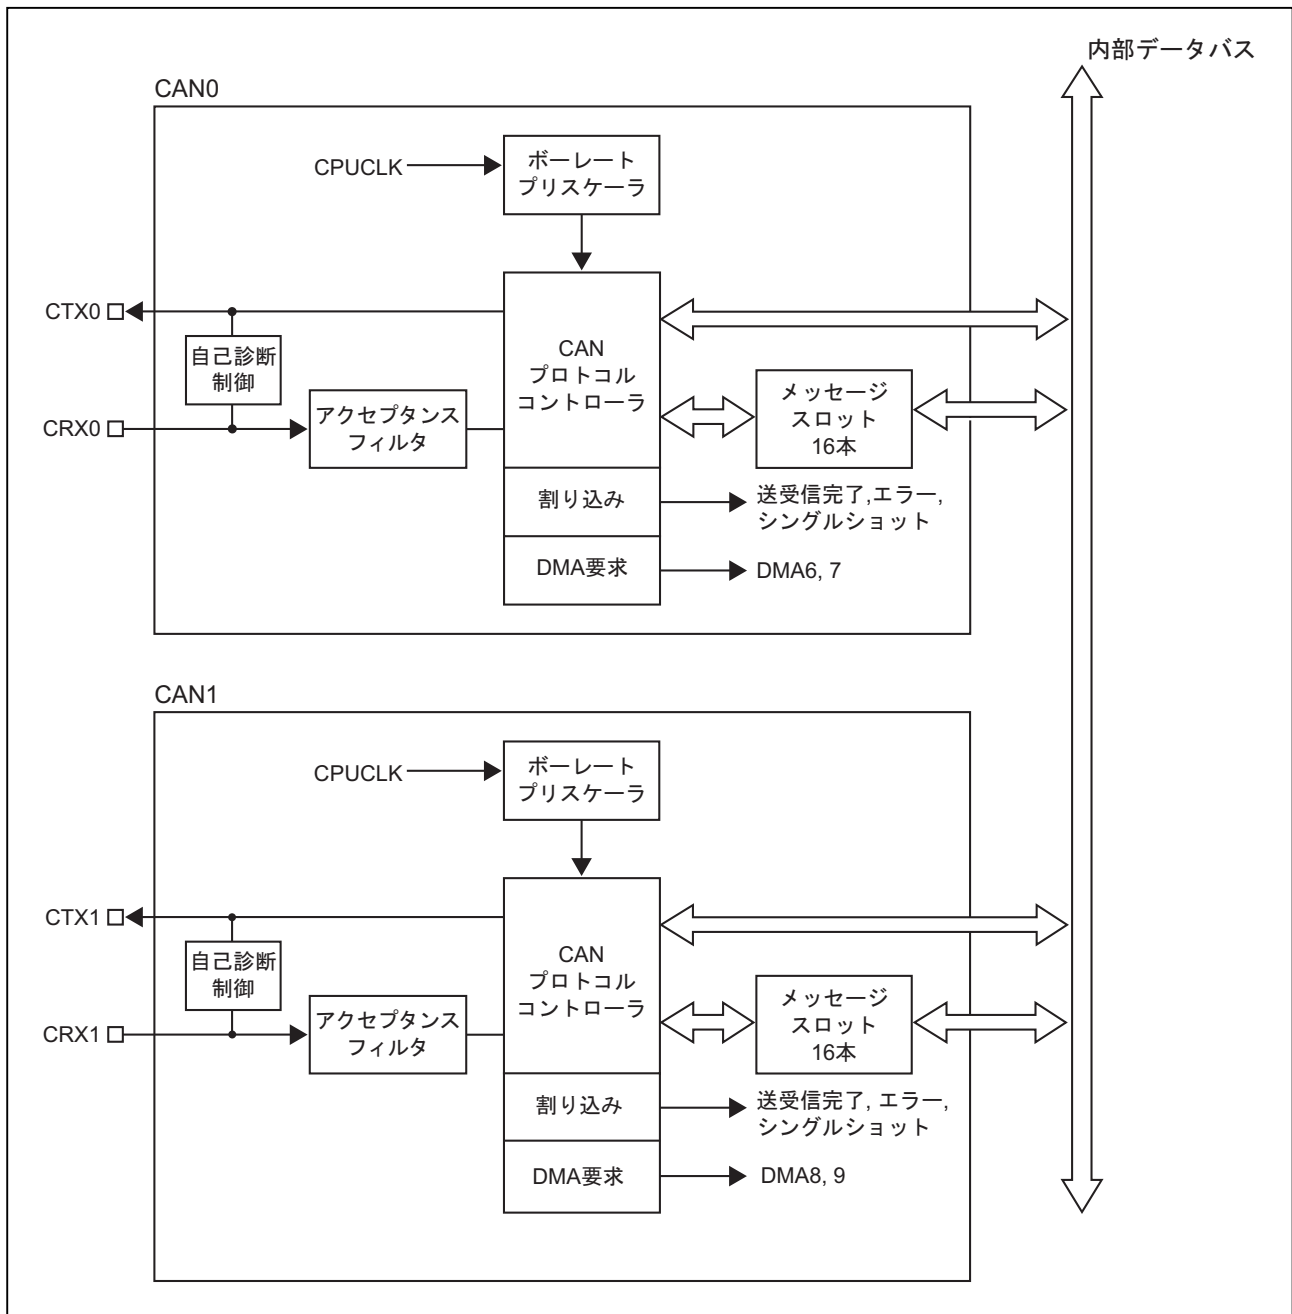 内部データバス
CAN0
CPUCLK
ボーレート
プリスケーラ
CTX0
自己診断
制御
CRX0
アクセプタンス
フィルタ
CAN
プロトコル
コントローラ
メッセージ
スロット
16本
割り込み
送受信完了,エラー,
シングルショット
DMA要求
DMA6, 7
CAN1
CPUCLK
ボーレート
プリスケーラ
CTX1
自己診断
制御
CRX1
アクセプタンス
フィルタ
CAN
プロトコル
コントローラ
メッセージ
スロット
16本
割り込み
送受信完了, エラー,
シングルショット
DMA要求
DMA8, 9